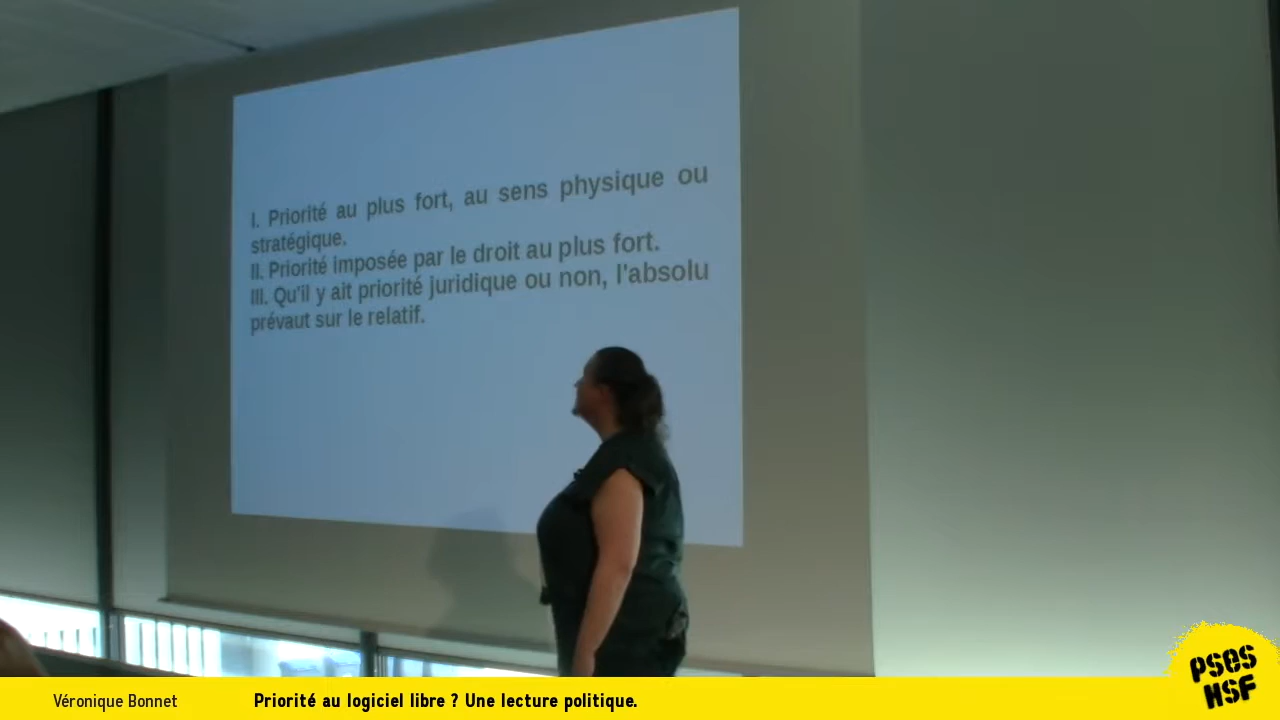 I. Priorité au plus fort, au sens physique ou
stratégique.
II. Priorité imposée par le droit au plus fort.
III. Qu'il y ait priorité juridique ou non, l'absolu
prévaut sur le relatif.
PSES
HSF
Véronique Bonnet
Priorité au logiciel libre ? Une lecture politique.